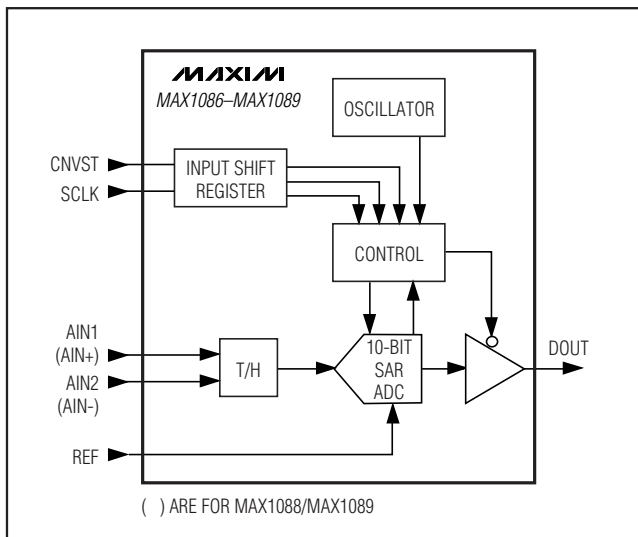 MAXIM
MAX1086–MAX1089
OSCILLATOR
CNVST
SCLK
INPUT SHIFT
REGISTER
CONTROL
AIN1
(AIN+)
AIN2
(AIN-)
T/H
10-BIT
SAR
ADC
DOUT
REF
( ) ARE FOR MAX1088/MAX1089